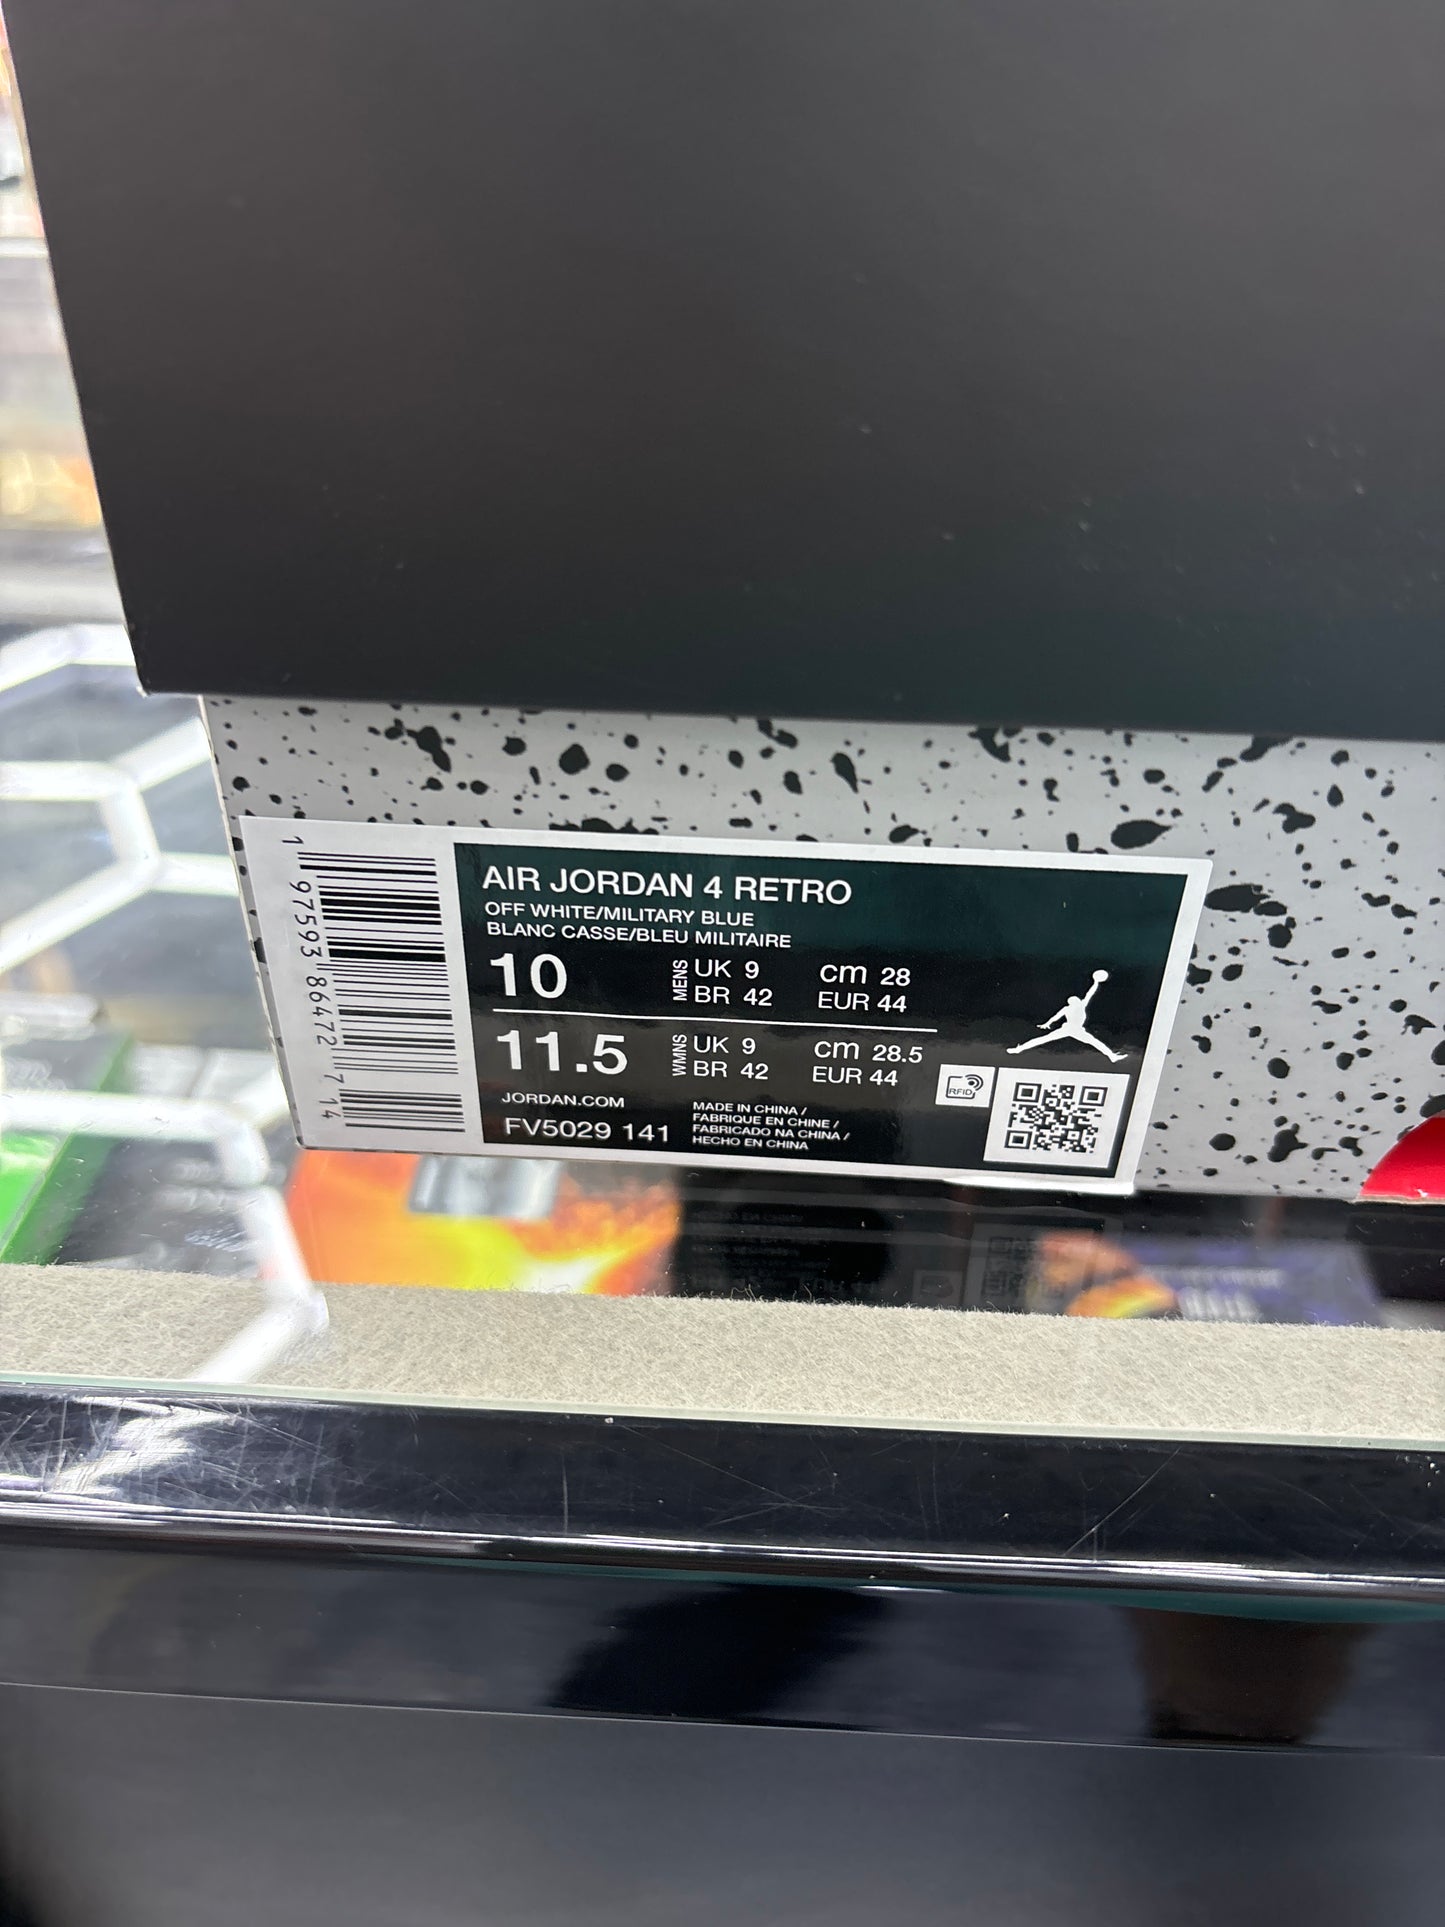 1 97593 86472 7 14
AIR JORDAN 4 RETRO
OFF WHITE/MILITARY BLUE
BLANC CASSE/BLEU MILITAIRE
10 MENS UK 9 cm 28
BR 42 EUR 44
11.5 WMNS UK 9 cm 28.5
BR 42 EUR 44
RFID
JORDAN.COM
FV5029 141
MADE IN CHINA /
FABRIQUE EN CHINE /
FABRICADO NA CHINA /
HECHO EN CHINA